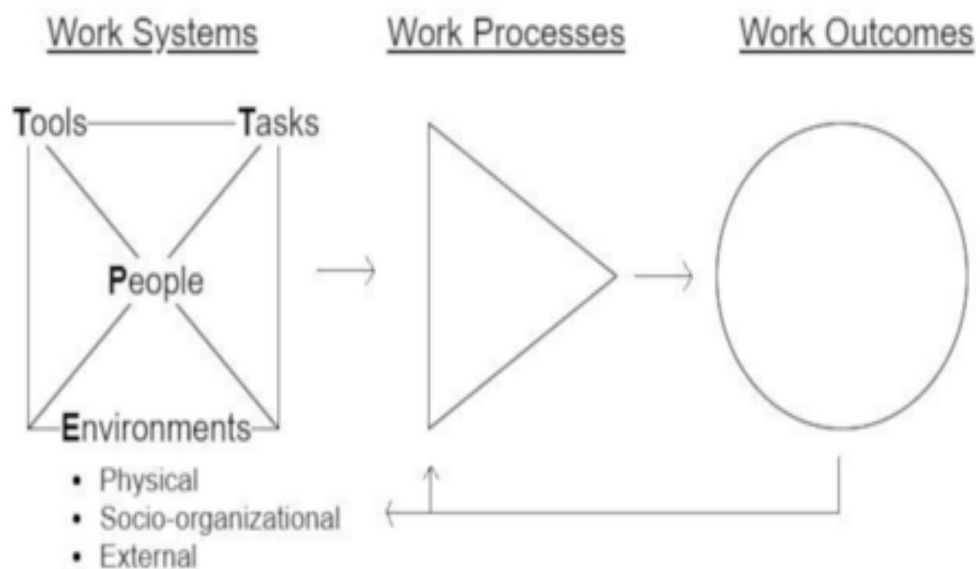 Work Systems Work Processes Work Outcomes
Tools Tasks
People
Environments
• Physical
• Socio-organizational
• External